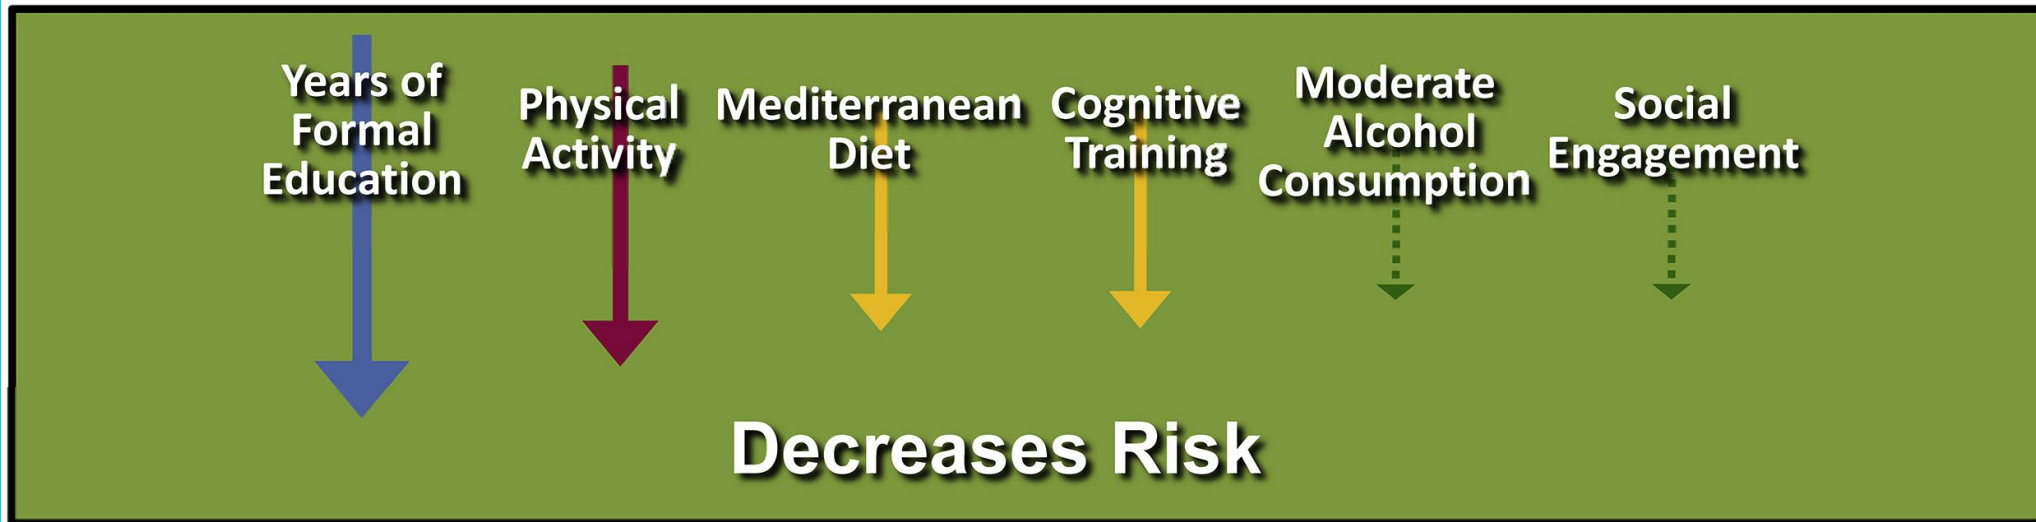 Years of
Formal
Education
Physical
Activity
Mediterranean
Diet
Cognitive
Training
Moderate
Alcohol
Consumption
Social
Engagement
Decreases Risk